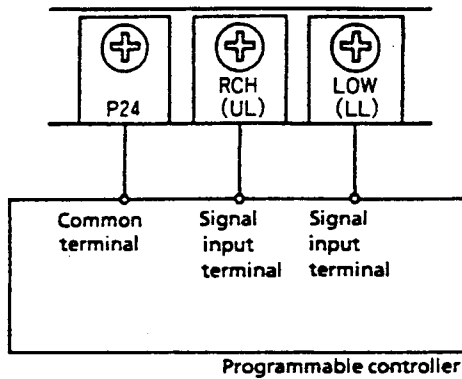 P24
RCH
(UL)
LOW
(LL)
Common
terminal
Signal
input
terminal
Signal
input
terminal
Programmable controller